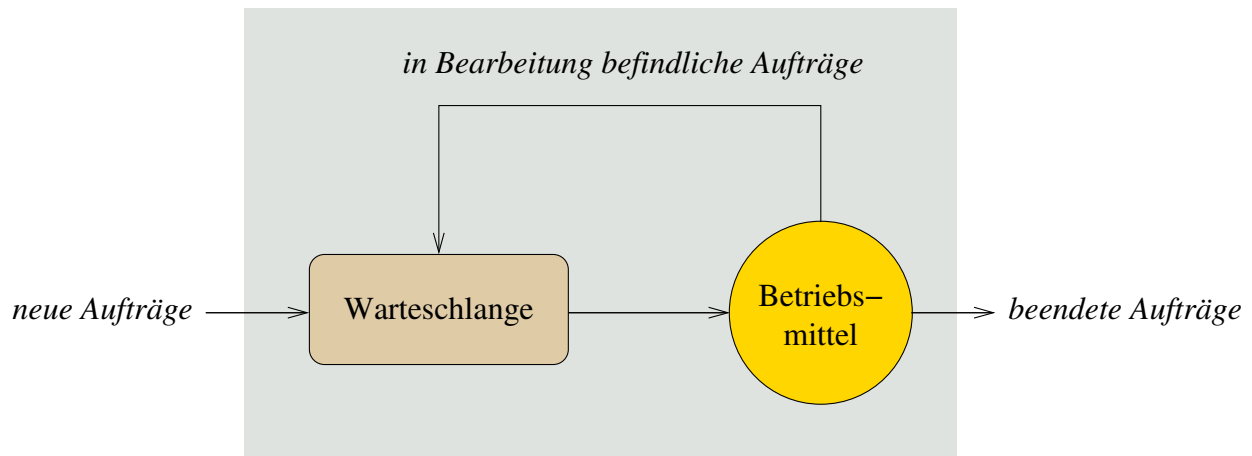 in Bearbeitung befindliche Aufträge
neue Aufträge
Warteschlange
Betriebs−
mittel
beendete Aufträge